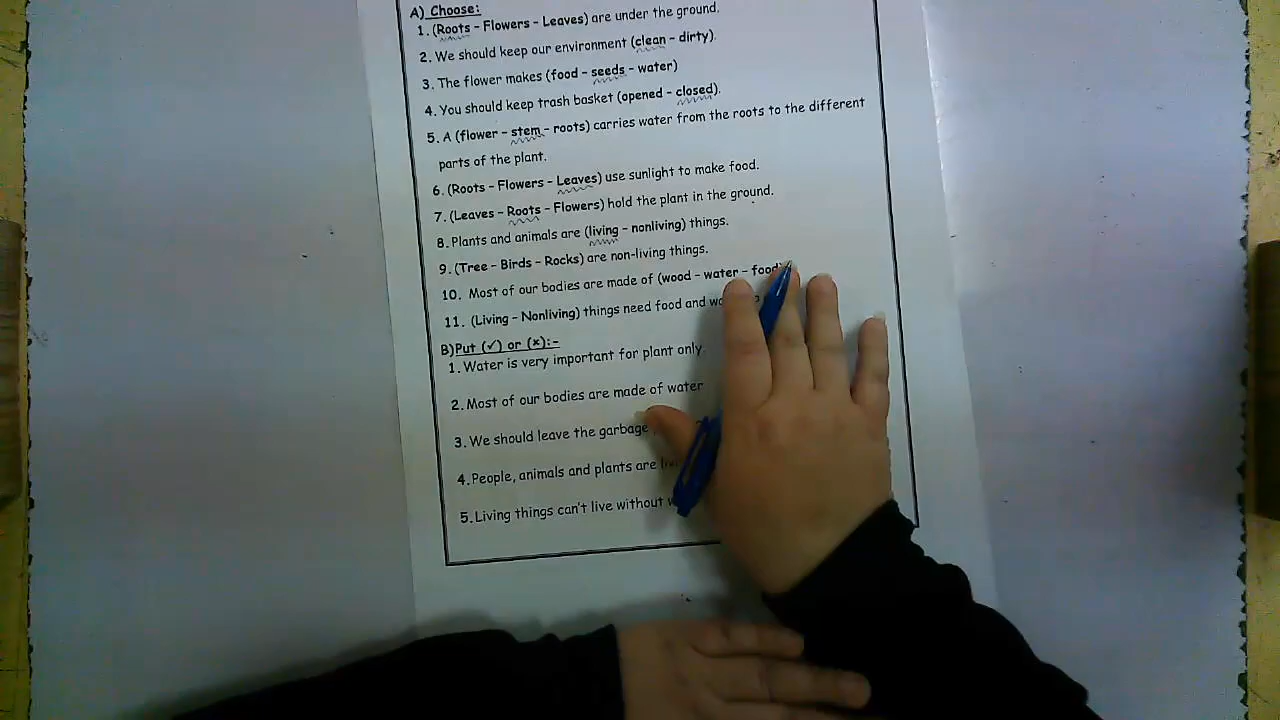 A) Choose:
1. (Roots – Flowers – Leaves) are under the ground.
2. We should keep our environment (clean – dirty).
3. The flower makes (food – seeds – water)
4. You should keep trash basket (opened – closed).
5. A (flower – stem – roots) carries water from the roots to the different
parts of the plant.
6. (Roots – Flowers – Leaves) use sunlight to make food.
7. (Leaves – Roots – Flowers) hold the plant in the ground.
8. Plants and animals are (living – nonliving) things.
9. (Tree – Birds – Rocks) are non-living things.
10. Most of our bodies are made of (wood – water – food)
11. (Living – Nonliving) things need food and
B)Put (✓) or (×):-
1. Water is very important for plant only.
2. Most of our bodies are made of water
3. We should leave the garbage
4. People, animals and plants are
5. Living things can't live without